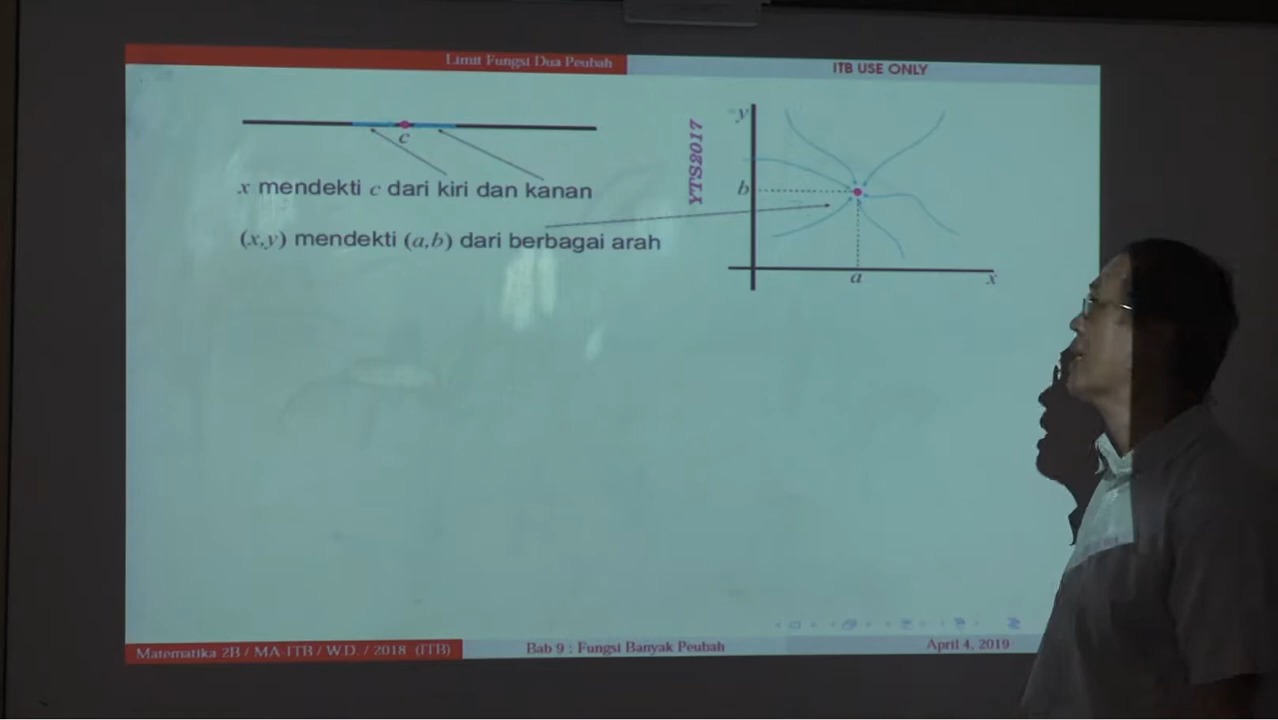 Limit Fungsi Dua Peubah
ITB USE ONLY
c
x mendekti c dari kiri dan kanan
(x,y) mendekti (a,b) dari berbagai arah
YTS2017
y
b
a
x
Matematika 2B / MA-ITB / W.D. / 2018 (ITB)
Bab 9 : Fungsi Banyak Peubah
April 4, 2019